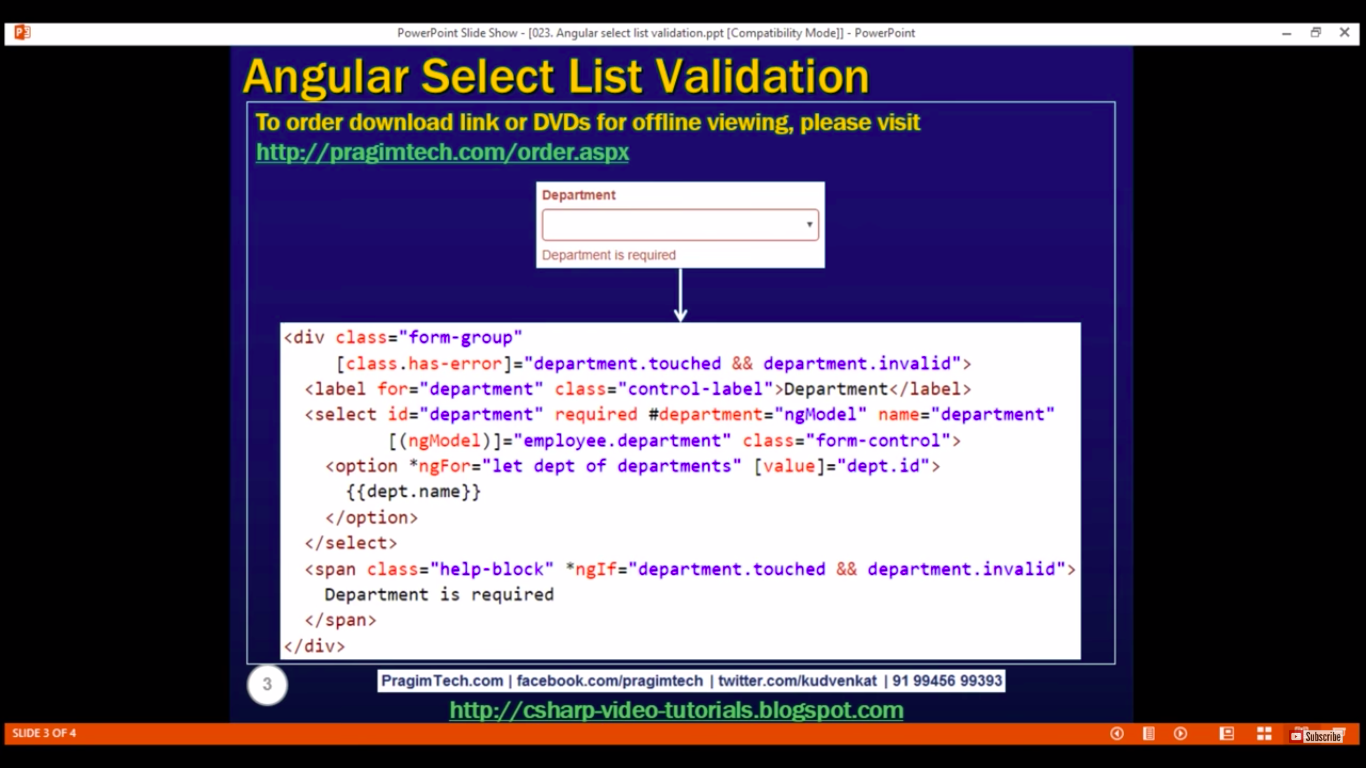 PowerPoint Slide Show - [023. Angular select list validation.ppt [Compatibility Mode]] - PowerPoint
Angular Select List Validation
To order download link or DVDs for offline viewing, please visit
http://pragimtech.com/order.aspx
Department
Department is required
<div class="form-group"
[class.has-error]="department.touched && department.invalid">
<label for="department" class="control-label">Department</label>
<select id="department" required #department="ngModel" name="department"
[(ngModel)]="employee.department" class="form-control">
<option *ngFor="let dept of departments" [value]="dept.id">
{{dept.name}}
</option>
</select>
<span class="help-block" *ngIf="department.touched && department.invalid">
Department is required
</span>
</div>
3
PragimTech.com | facebook.com/pragimtech | twitter.com/kudvenkat | 91 99456 99393
http://csharp-video-tutorials.blogspot.com
SLIDE 3 OF 4
Subscribe